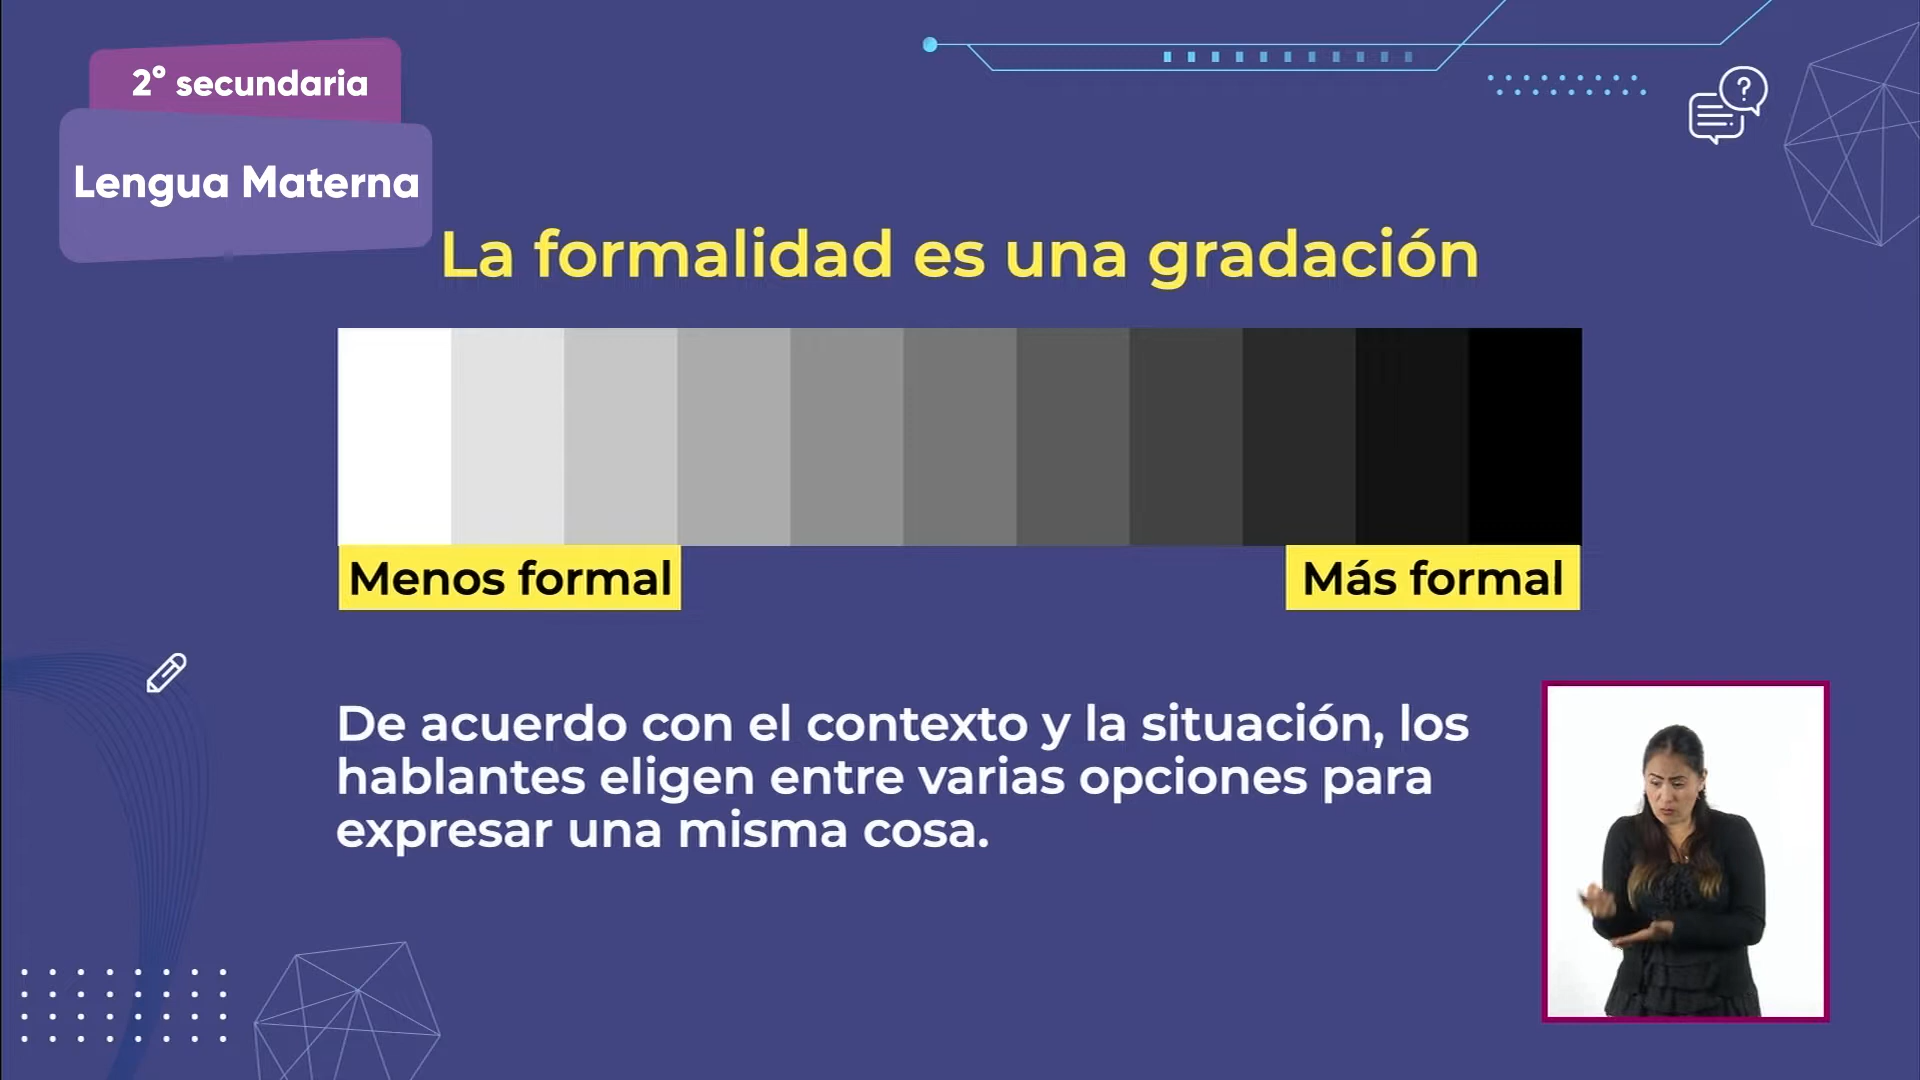 2° secundaria
Lengua Materna
La formalidad es una gradación
Menos formal
Más formal
De acuerdo con el contexto y la situación, los
hablantes eligen entre varias opciones para
expresar una misma cosa.